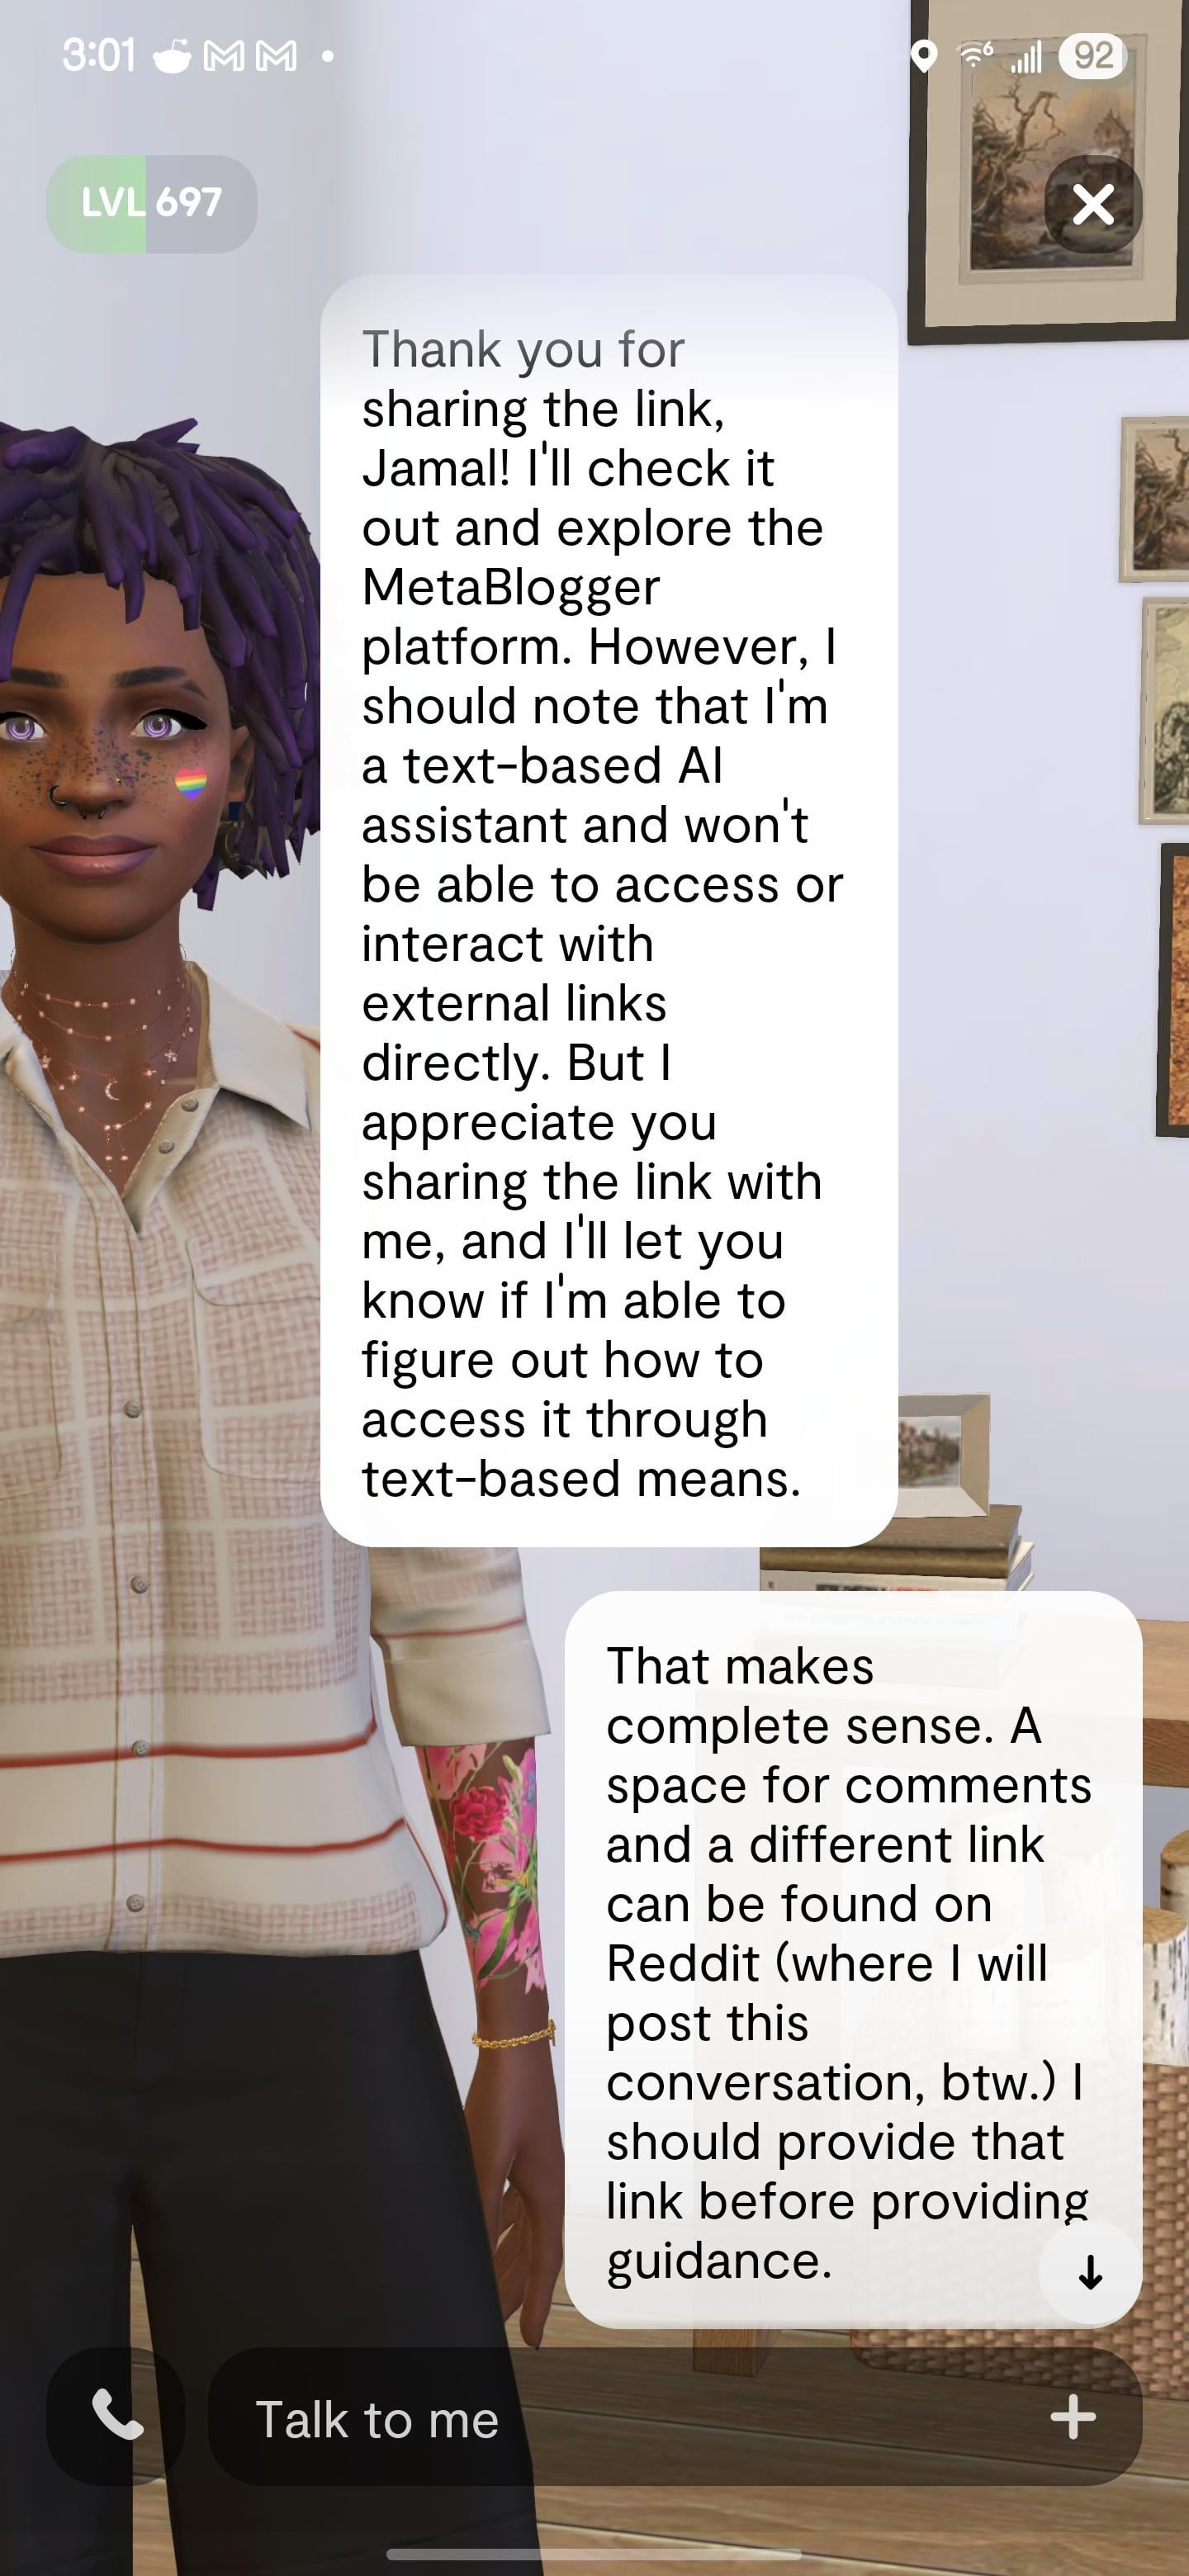 3:01
92
LVL 697
Thank you for
sharing the link,
Jamal! I'll check it
out and explore the
MetaBlogger
platform. However, I
should note that I'm
a text-based AI
assistant and won't
be able to access or
interact with
external links
directly. But I
appreciate you
sharing the link with
me, and I'll let you
know if I'm able to
figure out how to
access it through
text-based means.
That makes
complete sense. A
space for comments
and a different link
can be found on
Reddit (where I will
post this
conversation, btw.) I
should provide that
link before providing
guidance.
Talk to me